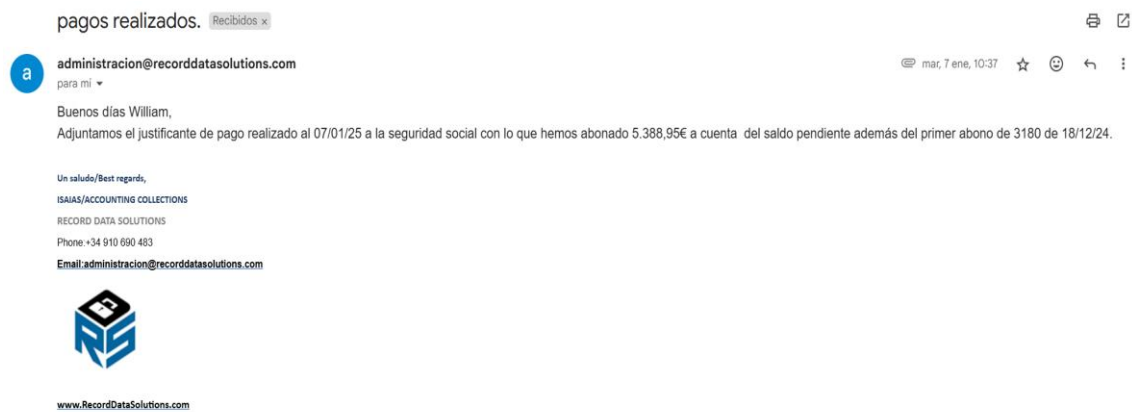 pagos realizados. Recibidos x
a
administracion@recorddatasolutions.com
mar, 7 ene, 10:37
para mí
Buenos días William,
Adjuntamos el justificante de pago realizado al 07/01/25 a la seguridad social con lo que hemos abonado 5.388,95€ a cuenta del saldo pendiente además del primer abono de 3180 de 18/12/24.
Un saludo/Best regards,
ISAIAS/ACCOUNTING COLLECTIONS
RECORD DATA SOLUTIONS
Phone:+34 910 690 483
Email:administracion@recorddatasolutions.com
RDS
www.RecordDataSolutions.com